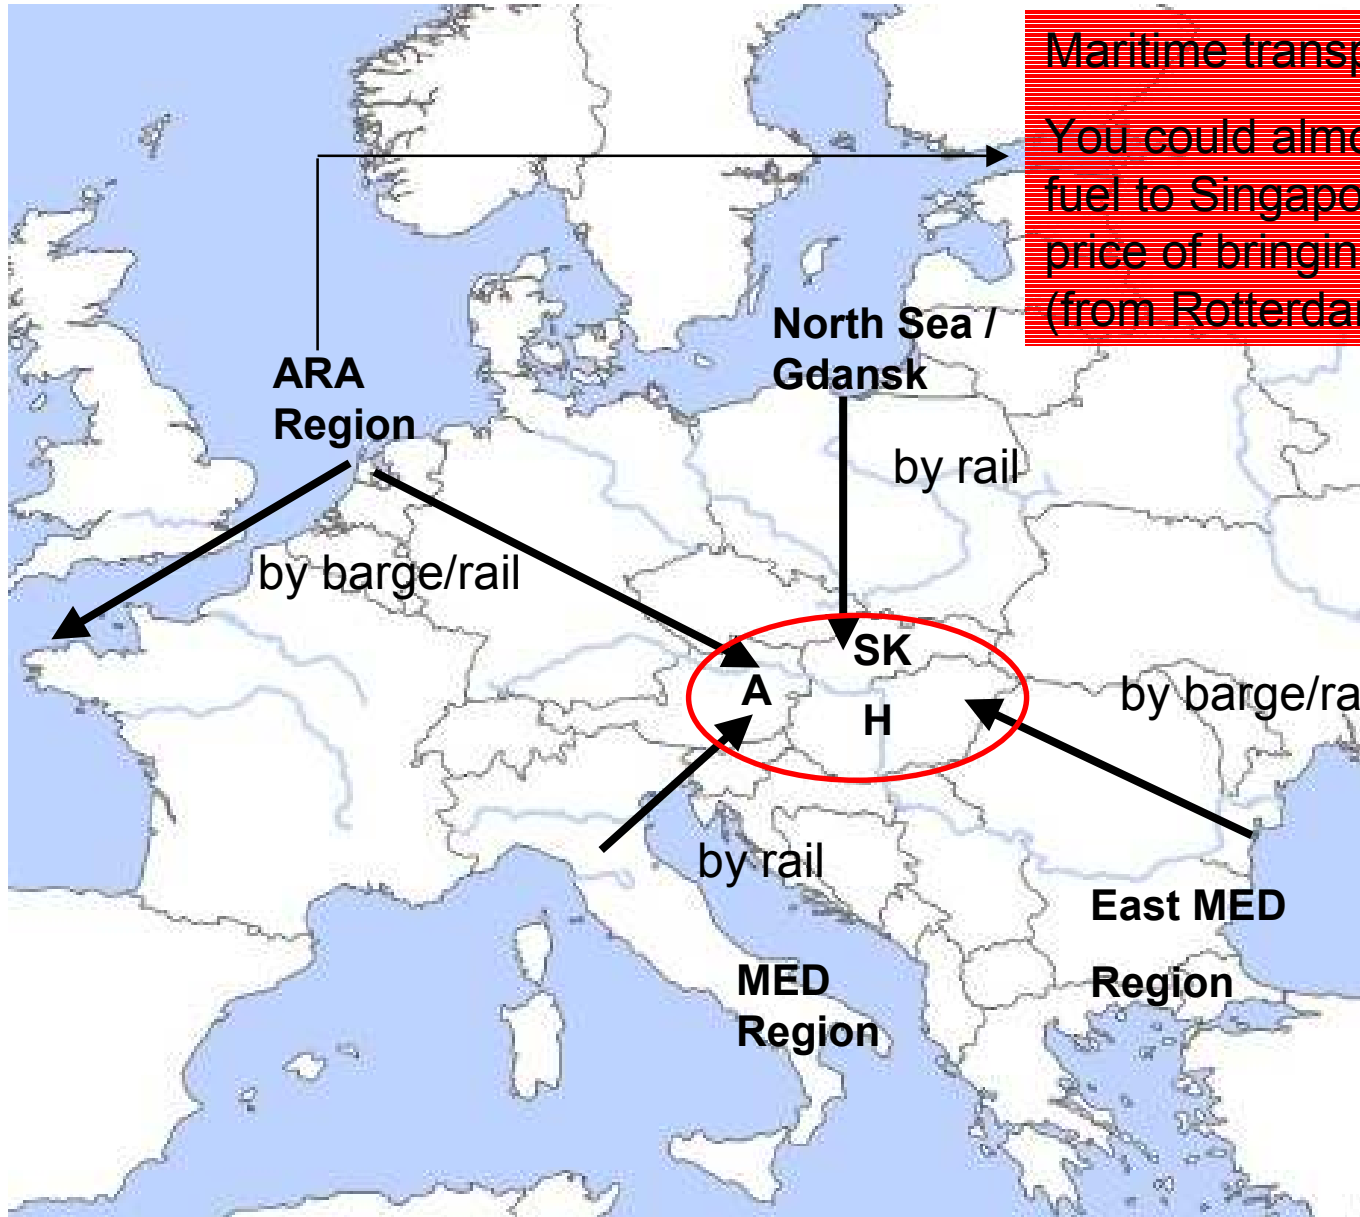 Maritime transp
You could almo
fuel to Singapo
price of bringin
(from Rotterda
North Sea /
Gdansk
ARA
Region
by rail
by barge/rail
SK
A
H
by barge/ra
by rail
East MED
Region
MED
Region